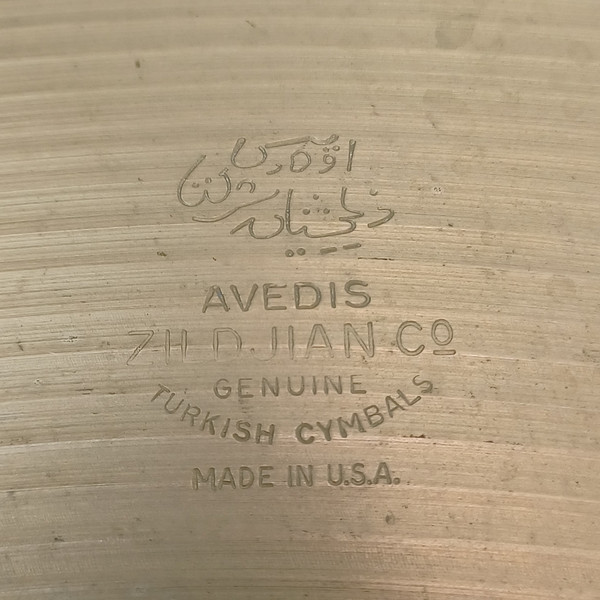 AVEDIS
ZILDJIAN CO
GENUINE
TURKISH CYMBALS
MADE IN U.S.A.